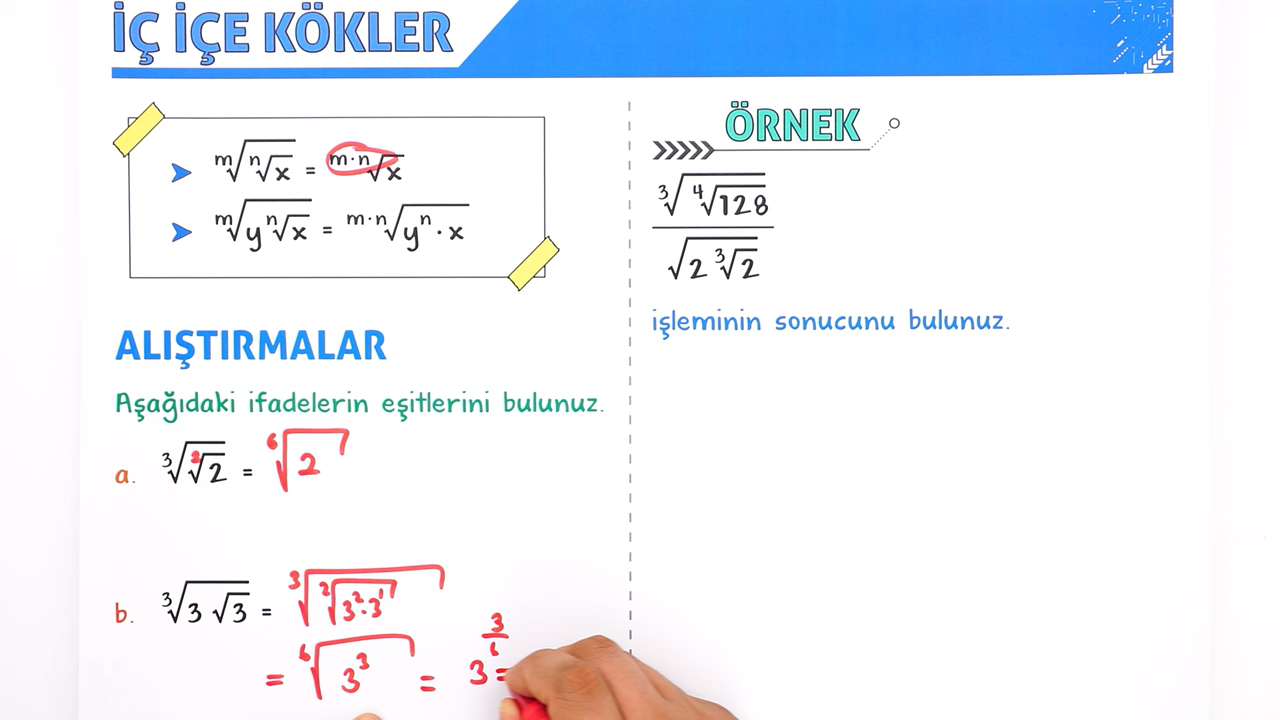 İÇ İÇE KÖKLER
m√(n√x) = m·n√x
m√(y n√x) = m·n√(yⁿ · x)
ALIŞTIRMALAR
Aşağıdaki ifadelerin eşitlerini bulunuz.
a. ³√(²√2) = ⁶√2
b. ³√(3 √3) = ³√(²√(3²·3¹))
= ⁶√(3³) = 3^(3/6) =
ÖRNEK
³√(⁴√128)
√(2 ³√2)
işleminin sonucunu bulunuz.